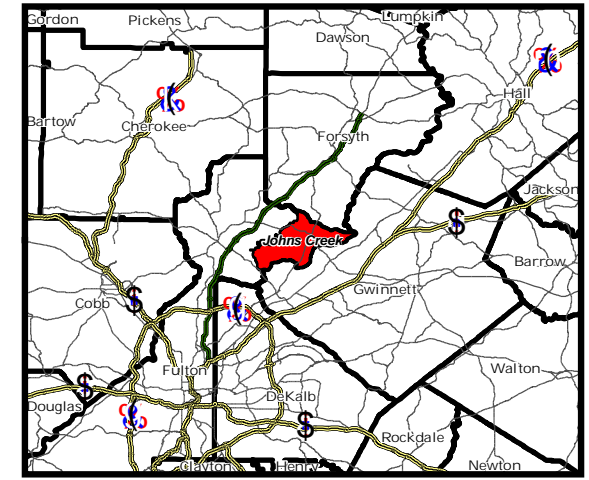 Gordon
Pickens
Lumpkin
Dawson
Hall
Bartow
Cherokee
Forsyth
Jackson
Johns Creek
$
Barrow
Gwinnett
Cobb
$
Walton
Fulton
$
DeKalb
Douglas
$
Rockdale
Clayton
Henry
Newton